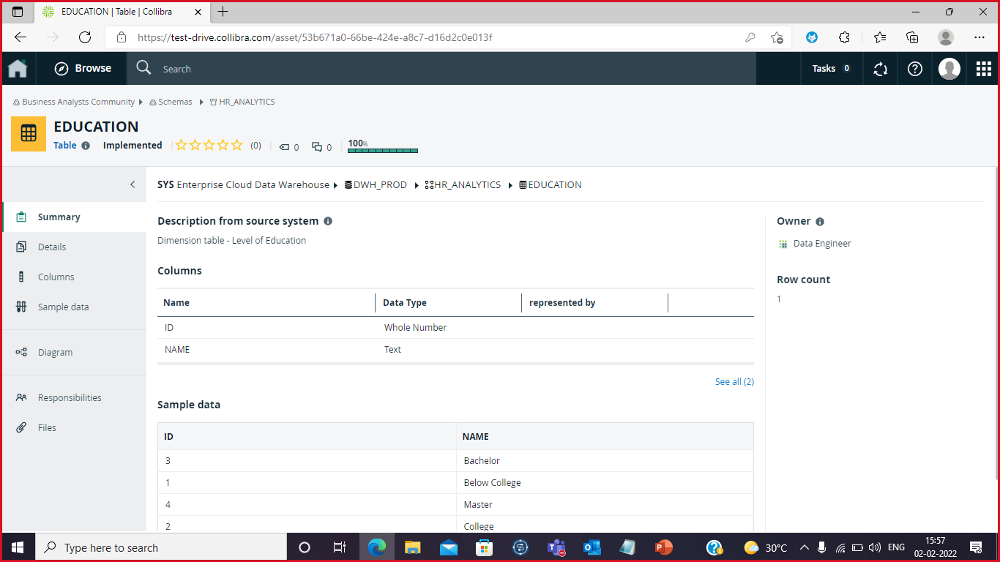 EDUCATION | Table | Collibra
https://test-drive.collibra.com/asset/53b671a0-66be-424e-a8c7-d16d2c0e013f
Browse
Search
Tasks 0
Business Analysts Community Schemas HR_ANALYTICS
EDUCATION
Table Implemented (0) 0 0 100%
SYS Enterprise Cloud Data Warehouse DWH_PROD HR_ANALYTICS EDUCATION
Summary
Details
Columns
Sample data
Diagram
Responsibilities
Files
Description from source system
Dimension table - Level of Education
Columns
Name Data Type represented by
ID Whole Number
NAME Text
See all (2)
Sample data
ID NAME
3 Bachelor
1 Below College
4 Master
2 College
Owner
Data Engineer
Row count
1
Type here to search
30°C
ENG
15:57
02-02-2022